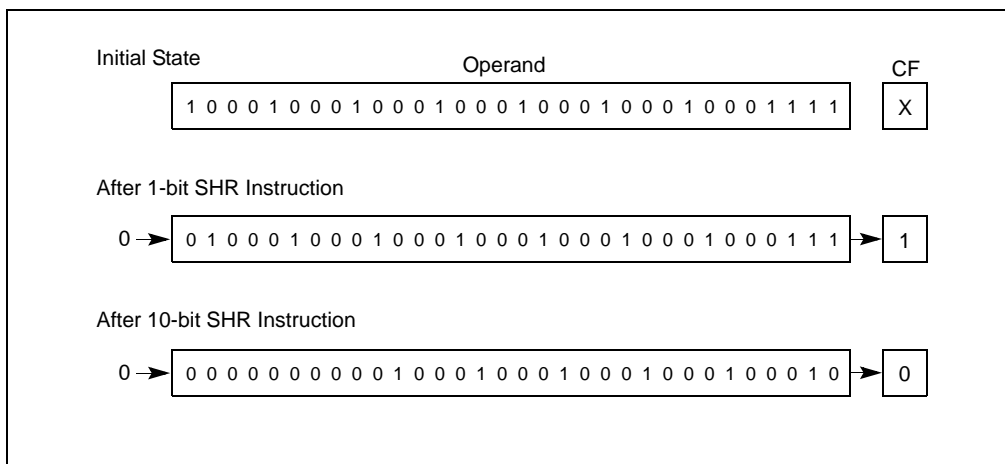 Initial State
Operand
CF
1 0 0 0 1 0 0 0 1 0 0 0 1 0 0 0 1 0 0 0 1 0 0 0 1 0 0 0 1 1 1 1 X
After 1-bit SHR Instruction
0 0 1 0 0 0 1 0 0 0 1 0 0 0 1 0 0 0 1 0 0 0 1 0 0 0 1 0 0 0 1 1 1 1
After 10-bit SHR Instruction
0 0 0 0 0 0 0 0 0 0 0 1 0 0 0 1 0 0 0 1 0 0 0 1 0 0 0 1 0 0 0 1 0 0